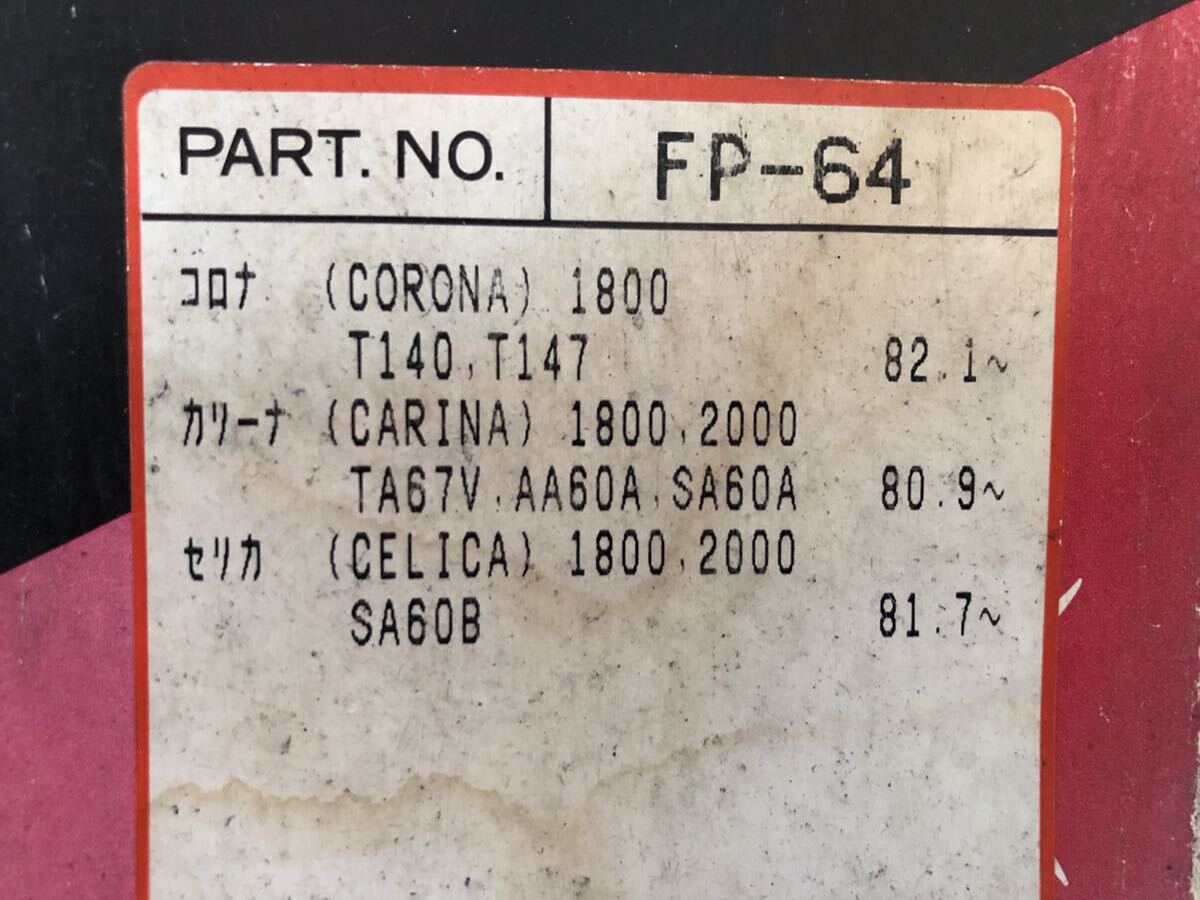 PART. NO. FP-64
コロナ (CORONA) 1800
T140,T147 82.1~
カリーナ (CARINA) 1800,2000
TA67V,AA60A,SA60A 80.9~
セリカ (CELICA) 1800,2000
SA60B 81.7~